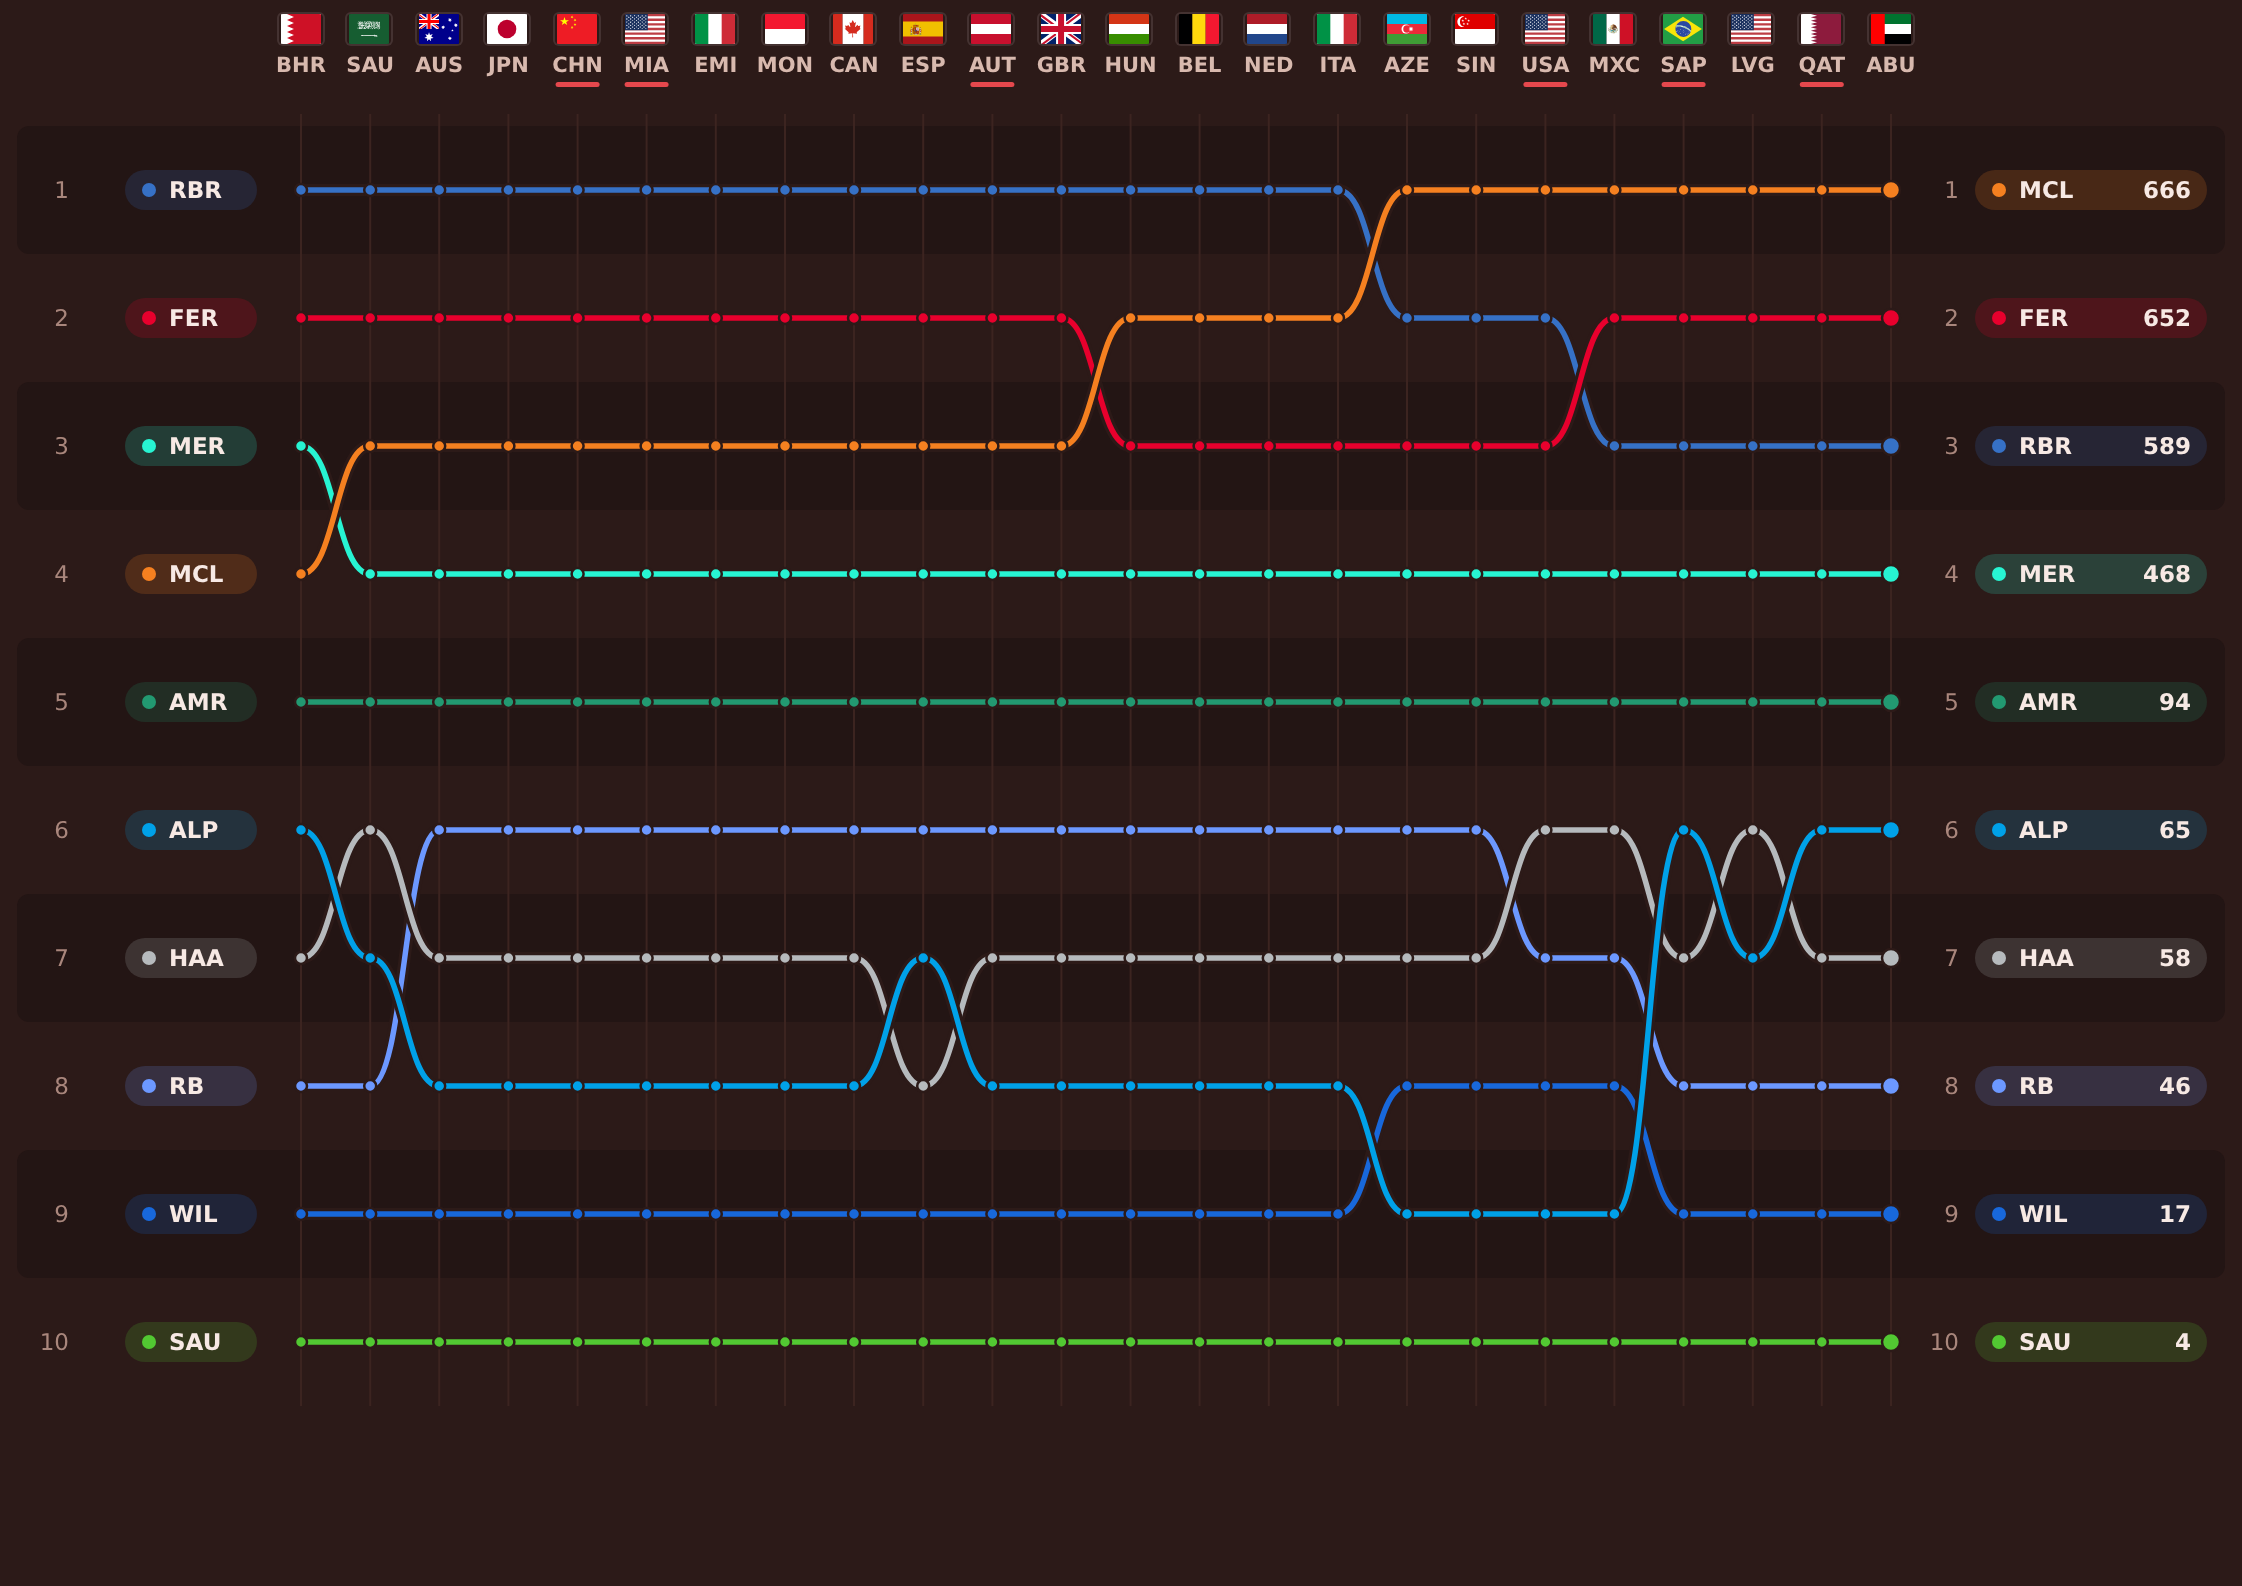 BHR SAU AUS JPN CHN MIA EMI MON CAN ESP AUT GBR HUN BEL NED ITA AZE SIN USA MXC SAP LVG QAT ABU
1 RBR 1 MCL 666
2 FER 2 FER 652
3 MER 3 RBR 589
4 MCL 4 MER 468
5 AMR 5 AMR 94
6 ALP 6 ALP 65
7 HAA 7 HAA 58
8 RB 8 RB 46
9 WIL 9 WIL 17
10 SAU 10 SAU 4